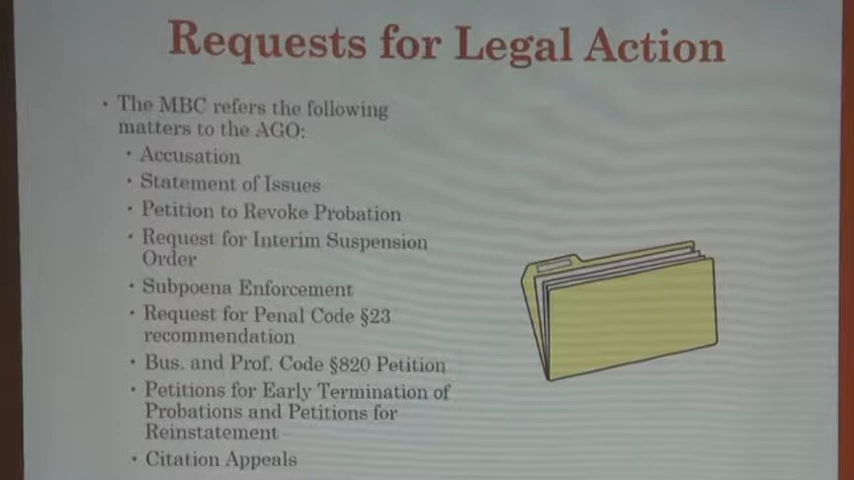 Requests for Legal Action
• The MBC refers the following
matters to the AGO:
• Accusation
• Statement of Issues
• Petition to Revoke Probation
• Request for Interim Suspension
Order
• Subpoena Enforcement
• Request for Penal Code §23
recommendation
• Bus. and Prof. Code §820 Petition
• Petitions for Early Termination of
Probations and Petitions for
Reinstatement
• Citation Appeals